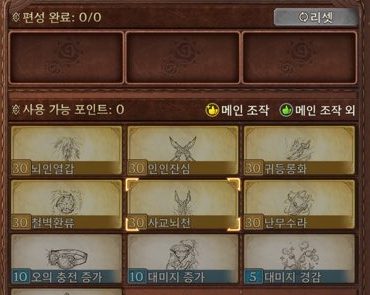 편성 완료: 0/0
리셋
사용 가능 포인트: 0
메인 조작
메인 조작 외
30 뇌인열갑
30 인인잔심
30 귀등롱화
30 철벽환류
30 사교뇌천
30 난무수라
10 오의 충전 증가
10 대미지 증가
5 대미지 경감